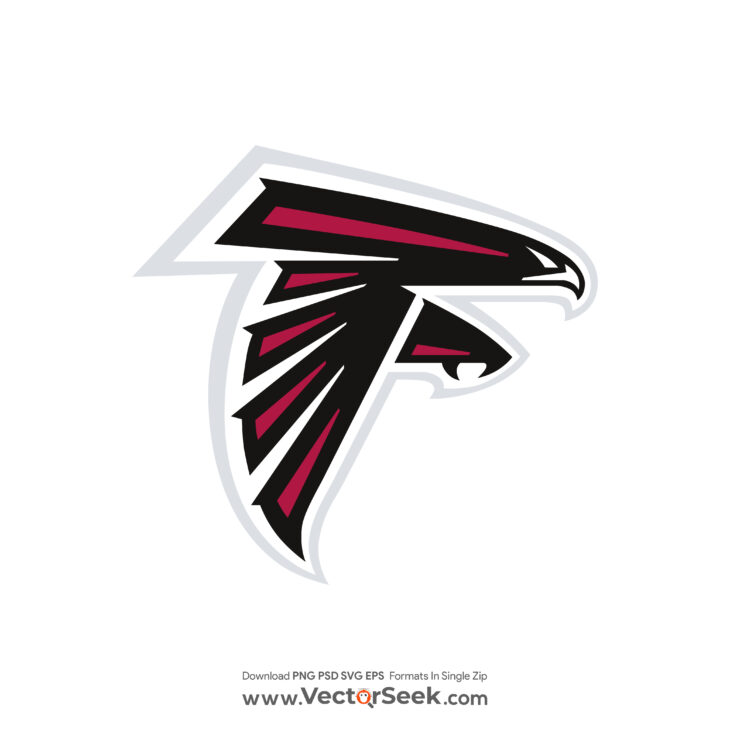 Download PNG PSD SVG EPS Formats In Single Zip
www.VectorSeek.com